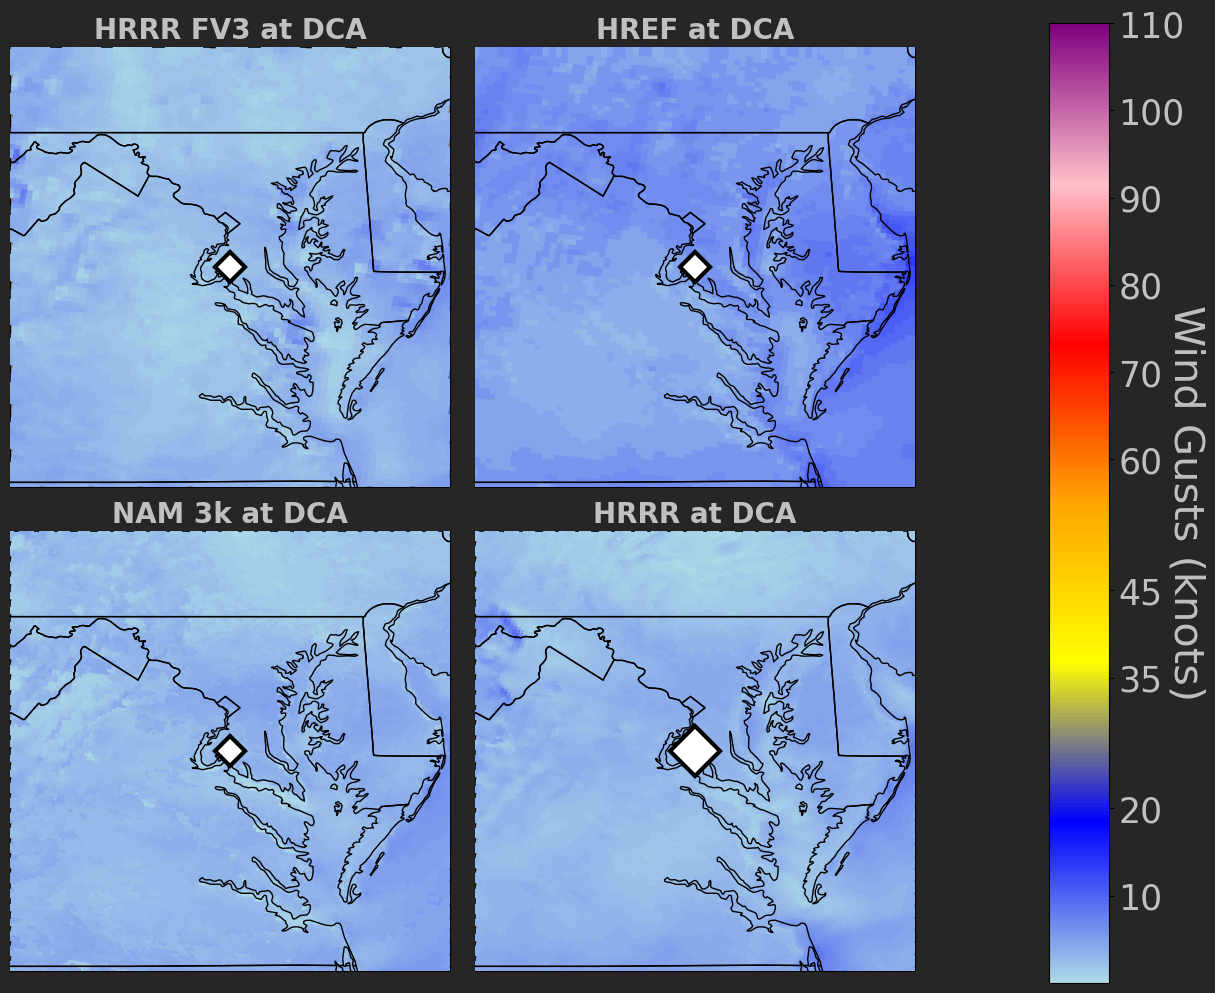 HRRR FV3 at DCA
HREF at DCA
NAM 3k at DCA
HRRR at DCA
110
100
90
80
70
60
45
35
20
10
Wind Gusts (knots)